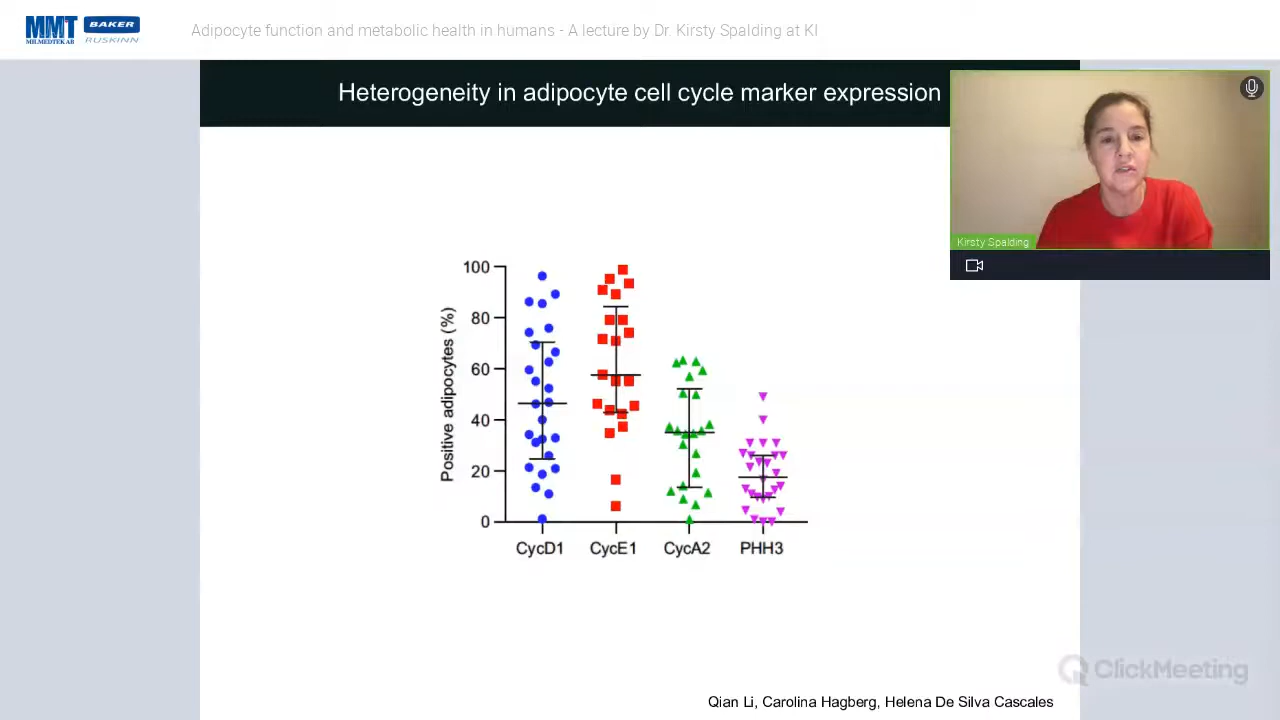 MMT
MR.MEDTEK AB
BAKER
RUSKINN
Adipocyte function and metabolic health in humans - A lecture by Dr. Kirsty Spalding at KI
Heterogeneity in adipocyte cell cycle marker expression
Kirsty Spalding
Positive adipocytes (%)
100
80
60
40
20
0
CycD1 CycE1 CycA2 PHH3
ClickMeeting
Qian Li, Carolina Hagberg, Helena De Silva Cascales